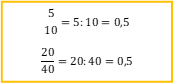 5/10 = 5:10 = 0,5
20/40 = 20:40 = 0,5